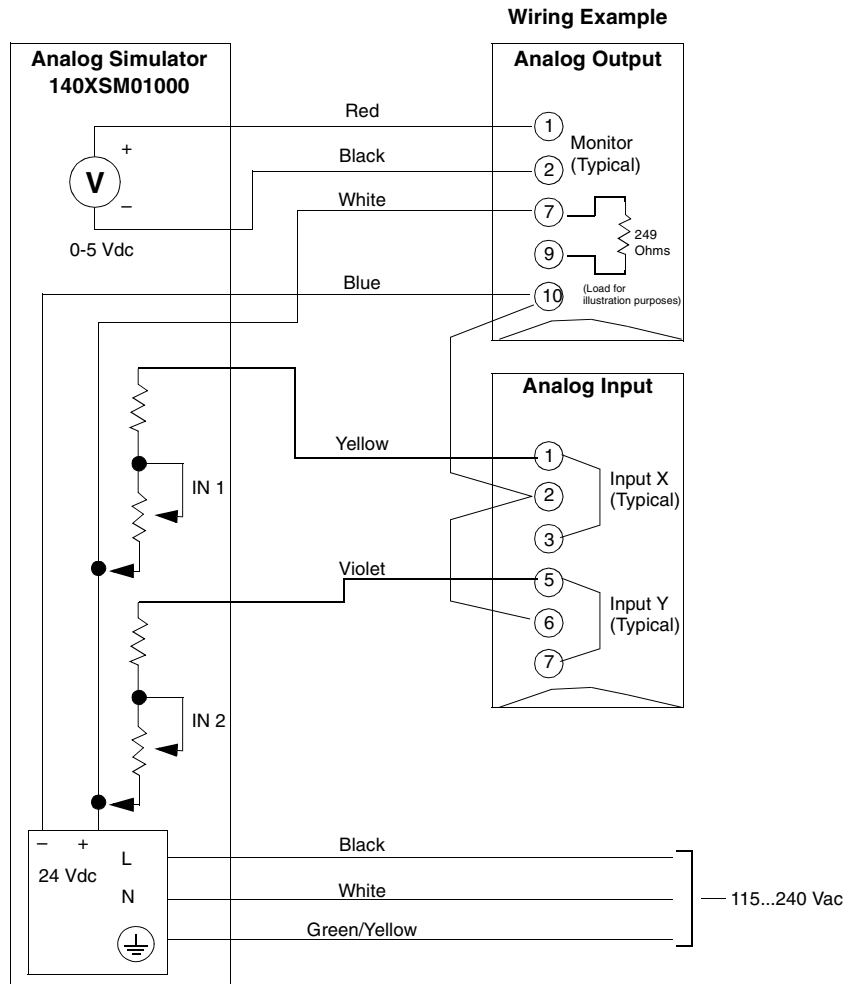 Wiring Example
Analog Simulator
140XSM01000
Analog Output
Red
1
Monitor
(Typical)
+
Black
2
V
White
7
–
249
Ohms
0-5 Vdc
9
Blue
10
(Load for
illustration purposes)
Analog Input
Yellow
1
IN 1
Input X
(Typical)
2
3
Violet
5
Input Y
(Typical)
6
7
IN 2
– +
24 Vdc
L
N
Black
White
Green/Yellow
115...240 Vac